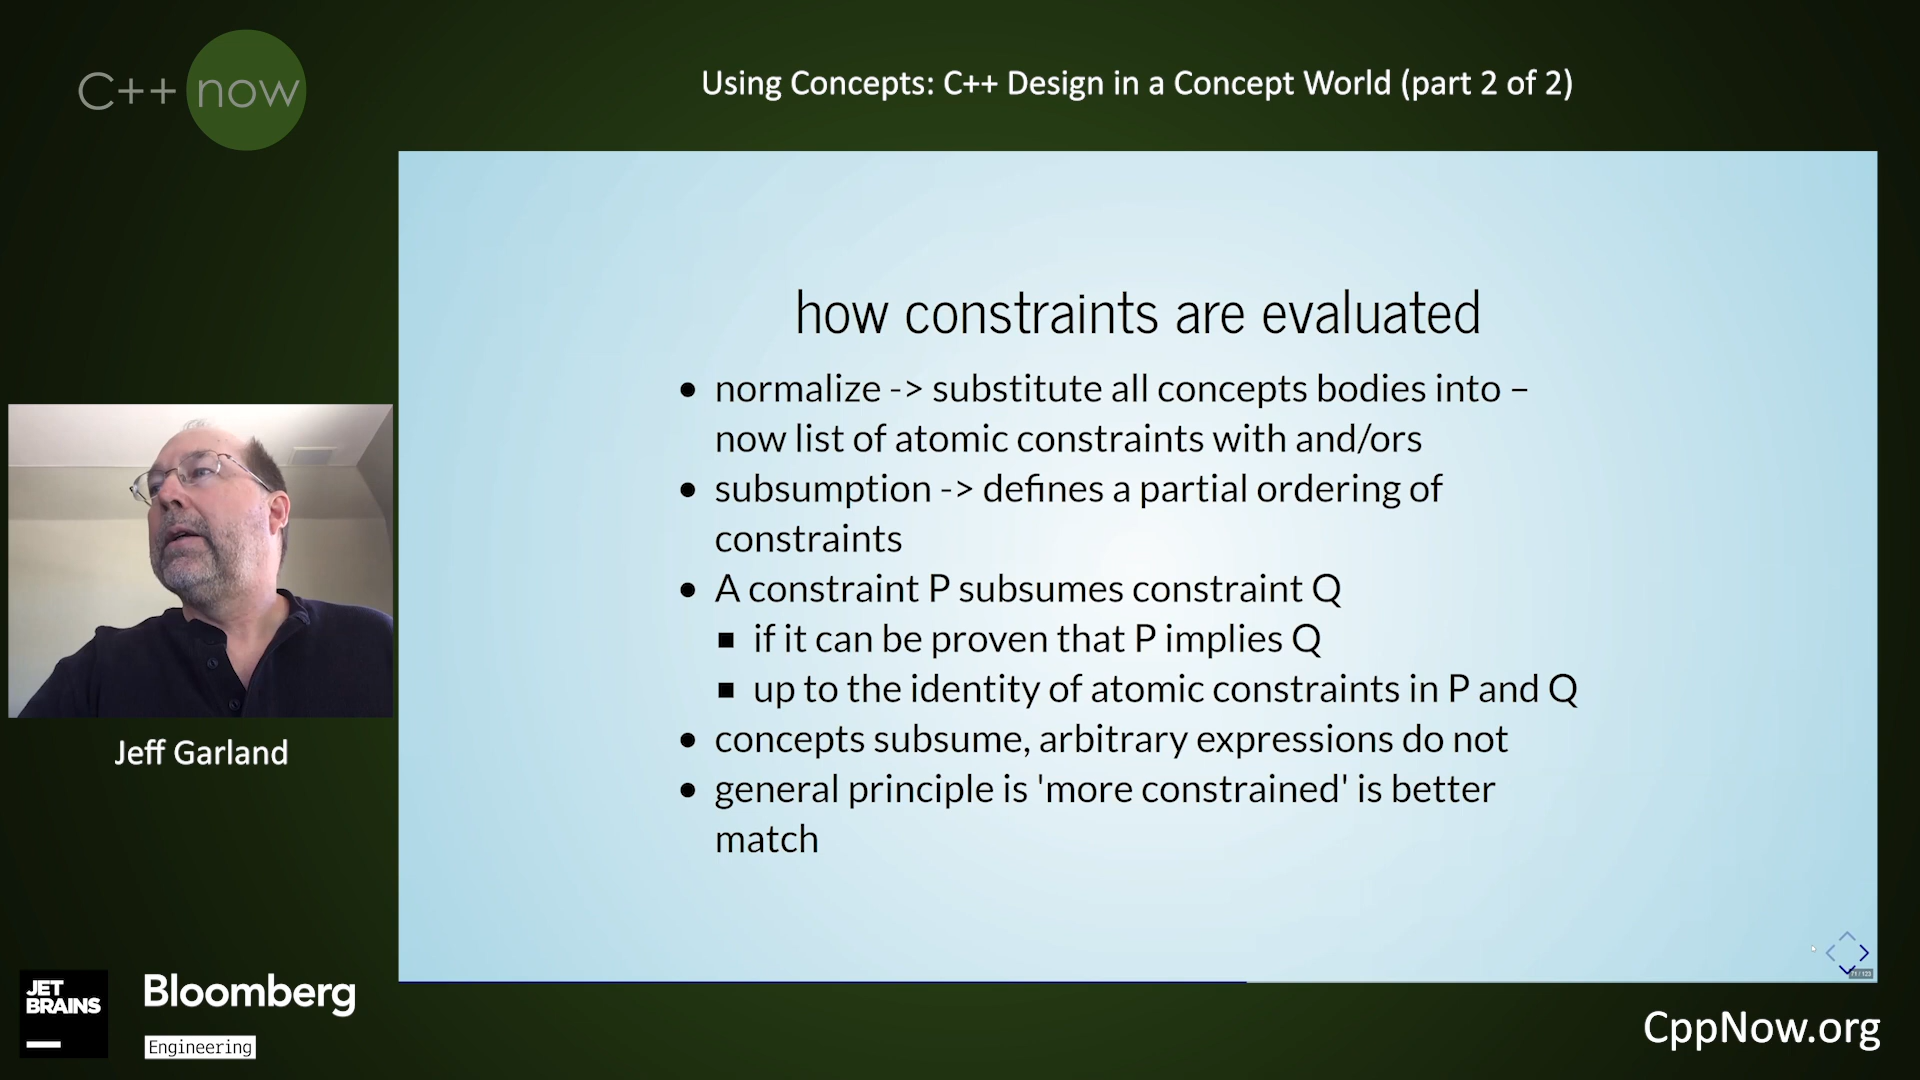 C++ now
Using Concepts: C++ Design in a Concept World (part 2 of 2)
how constraints are evaluated
• normalize -> substitute all concepts bodies into –
now list of atomic constraints with and/ors
• subsumption -> defines a partial ordering of
constraints
• A constraint P subsumes constraint Q
▪ if it can be proven that P implies Q
▪ up to the identity of atomic constraints in P and Q
• concepts subsume, arbitrary expressions do not
• general principle is 'more constrained' is better
match
Jeff Garland
JET
BRAINS
Bloomberg
Engineering
71 / 123
CppNow.org